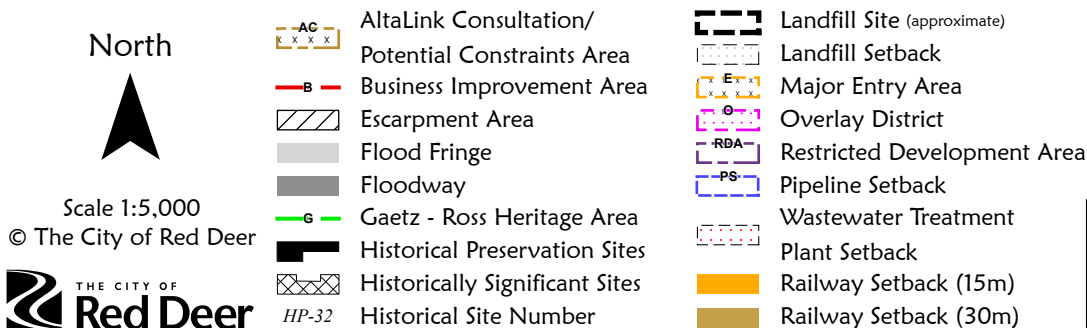 North
Scale 1:5,000
© The City of Red Deer
THE CITY OF
Red Deer
AC
x x x x
AltaLink Consultation/
Potential Constraints Area
B
Business Improvement Area
Escarpment Area
Flood Fringe
Floodway
G
Gaetz - Ross Heritage Area
Historical Preservation Sites
Historically Significant Sites
HP-32 Historical Site Number
Landfill Site (approximate)
Landfill Setback
E
Major Entry Area
O
Overlay District
RDA
Restricted Development Area
PS
Pipeline Setback
Wastewater Treatment
Plant Setback
Railway Setback (15m)
Railway Setback (30m)